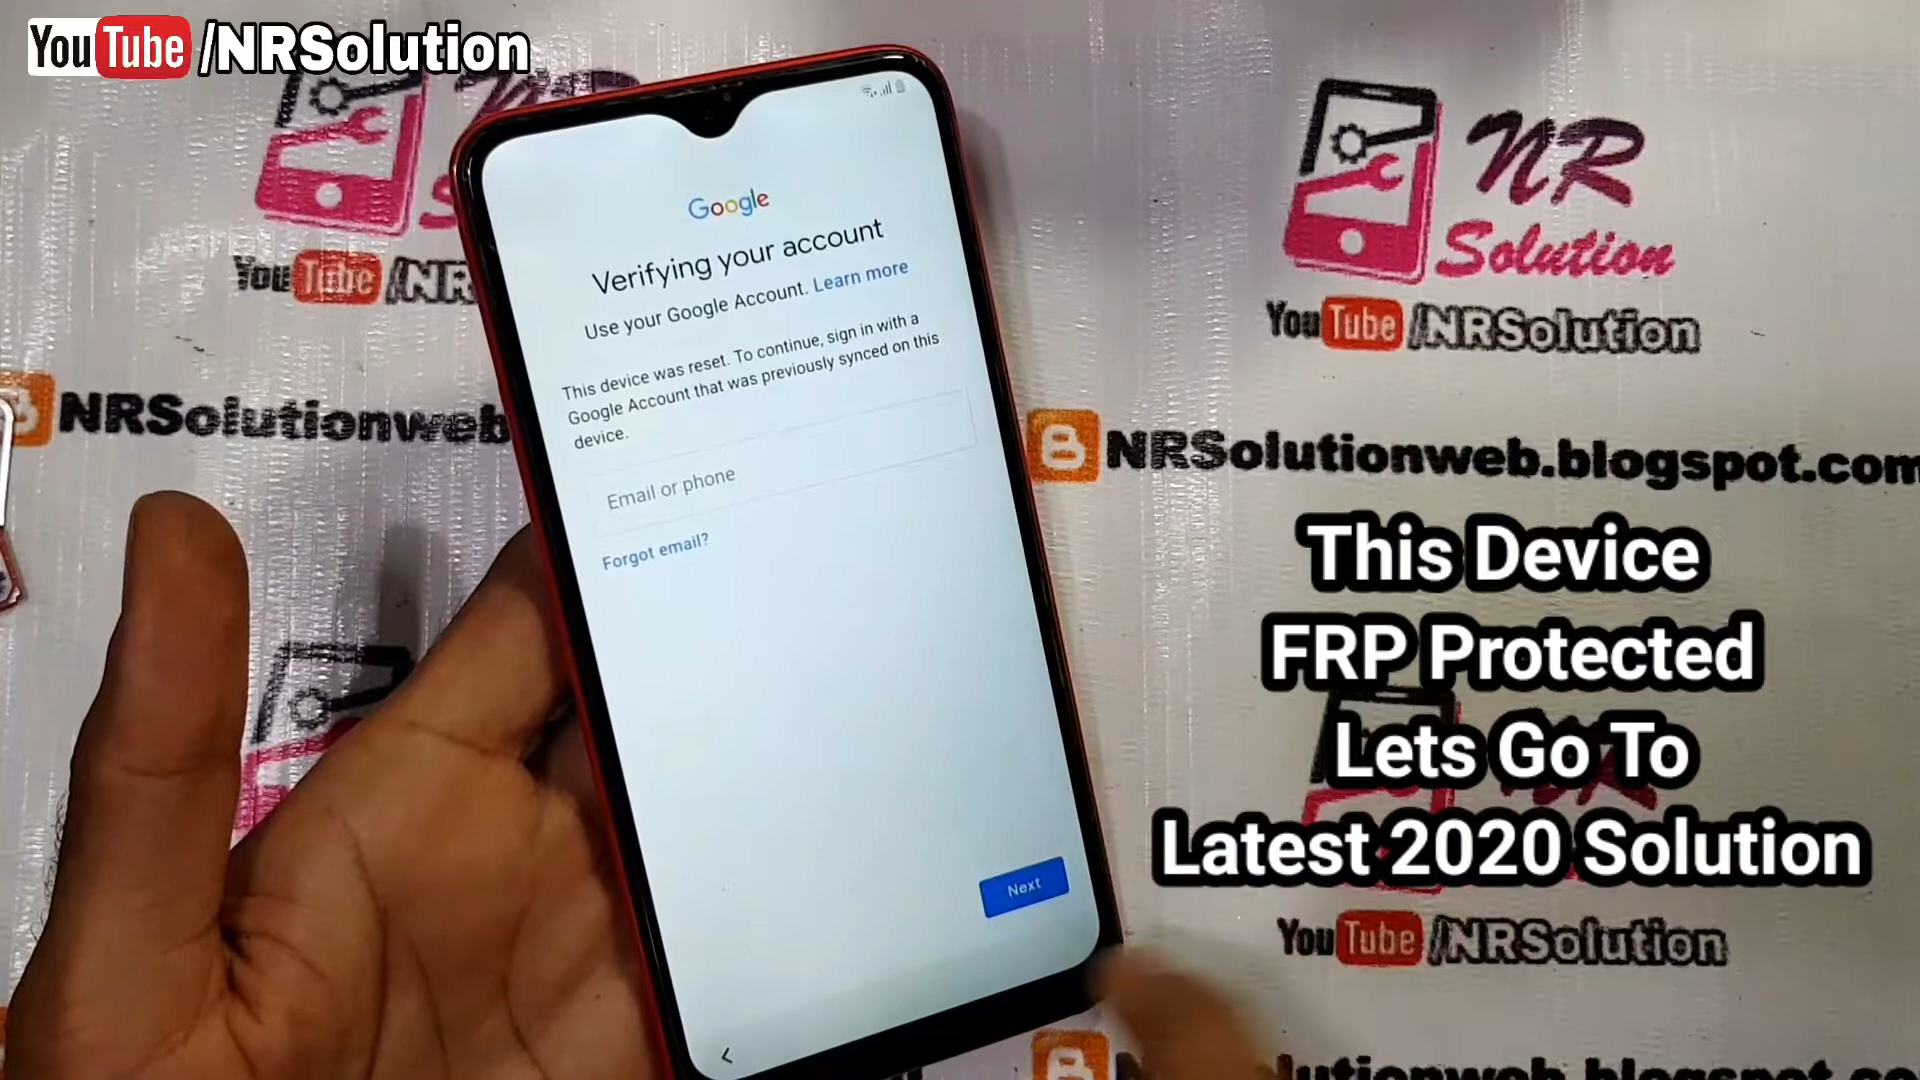 YouTube/NRSolution
NR
Solution
YouTube/NRSolution
YouTube/NR
NRSolutionweb
NRSolutionweb.blogspot.com
Google
Verifying your account
Use your Google Account. Learn more
This device was reset. To continue, sign in with a
Google Account that was previously synced on this
device.
Email or phone
Forgot email?
Next
This Device
FRP Protected
Lets Go To
Latest 2020 Solution
YouTube/NRSolution